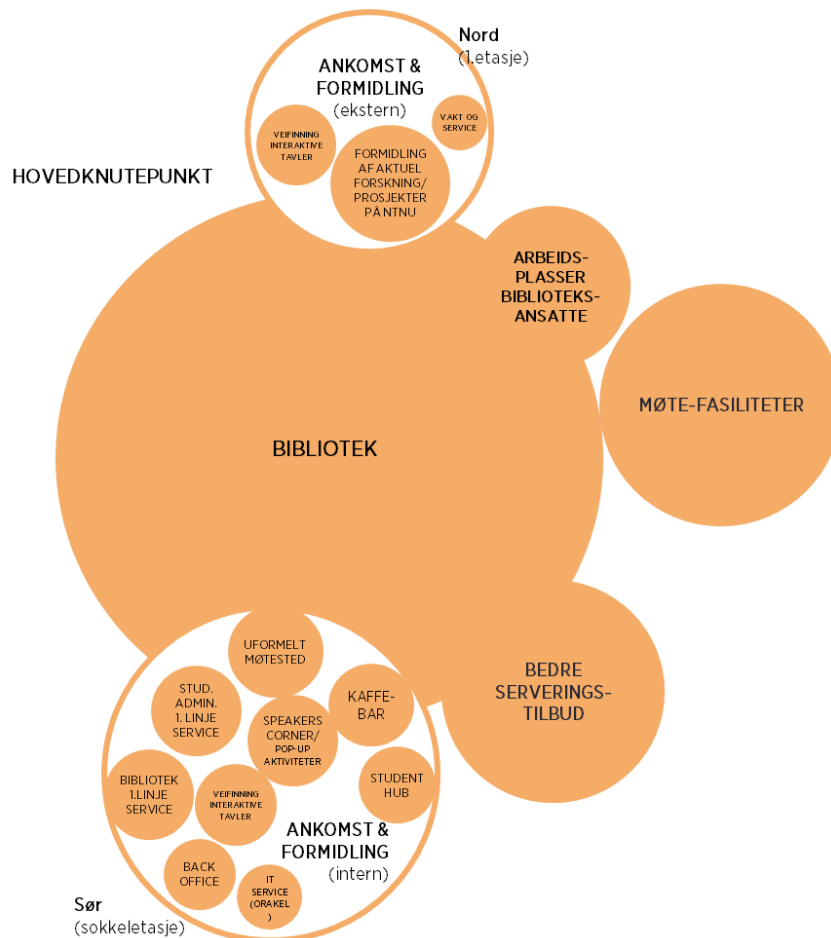 Nord
(1.etasje)
ANKOMST &
FORMIDLING
(ekstern)
VAKT OG
SERVICE
VEIFINNING
INTERAKTIVE
TAVLER
FORMIDLING
AF AKTUEL
FORSKNING/
PROSJEKTER
PÅ NTNU
HOVEDKNUTEPUNKT
ARBEIDS-
PLASSER
BIBLIOTEKS-
ANSATTE
MØTE-FASILITETER
BIBLIOTEK
BEDRE
SERVERINGS-
TILBUD
UFORMELT
MØTESTED
STUD.
ADMIN.
1. LINJE
SERVICE
KAFFE-
BAR
SPEAKERS
CORNER/
POP-UP
AKTIVITETER
BIBLIOTEK
1.LINJE
SERVICE
VEIFINNING
INTERAKTIVE
TAVLER
STUDENT
HUB
ANKOMST &
FORMIDLING
(intern)
BACK
OFFICE
IT
SERVICE
(ORAKEL
)
Sør
(sokkeletasje)